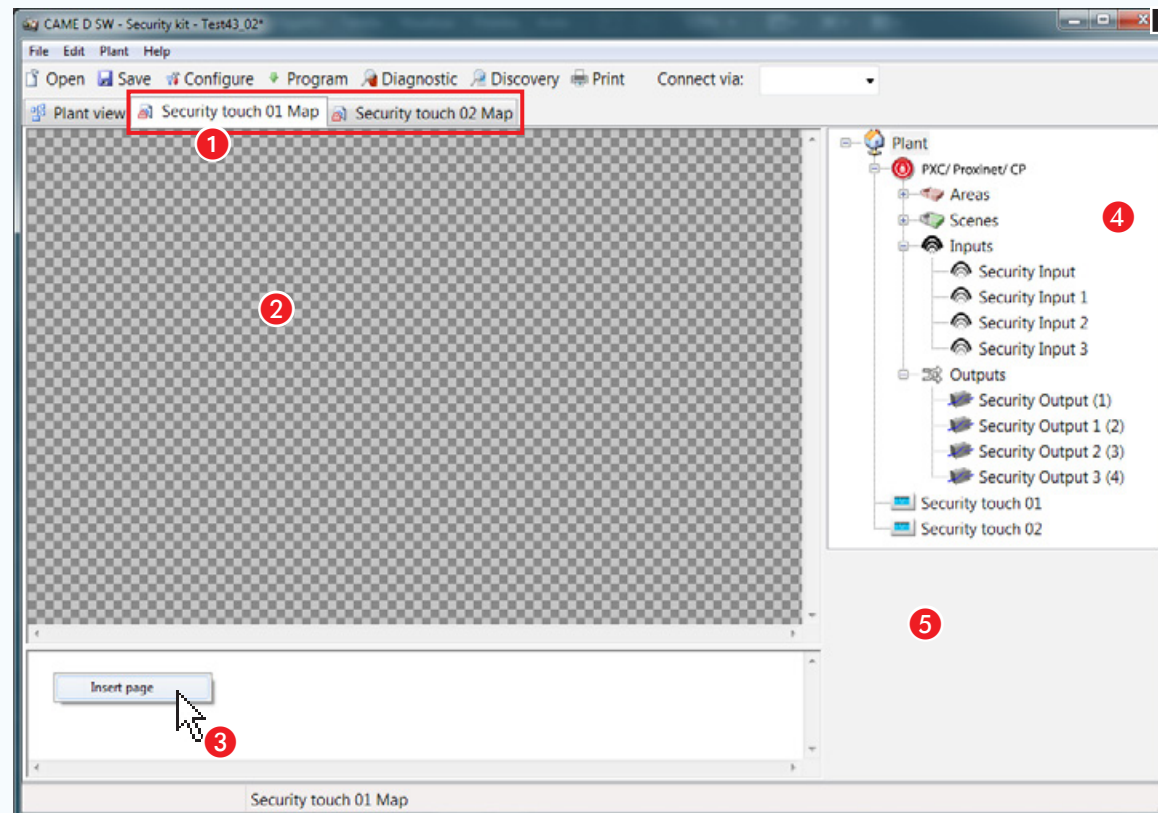 CAME D SW - Security kit - Test43_02*
File Edit Plant Help
Open Save Configure Program Diagnostic Discovery Print Connect via:
Plant view Security touch 01 Map Security touch 02 Map
1
2
3
4
5
Plant
PXC/ Proxinet/ CP
Areas
Scenes
Inputs
Security Input
Security Input 1
Security Input 2
Security Input 3
Outputs
Security Output (1)
Security Output 1 (2)
Security Output 2 (3)
Security Output 3 (4)
Security touch 01
Security touch 02
Insert page
Security touch 01 Map